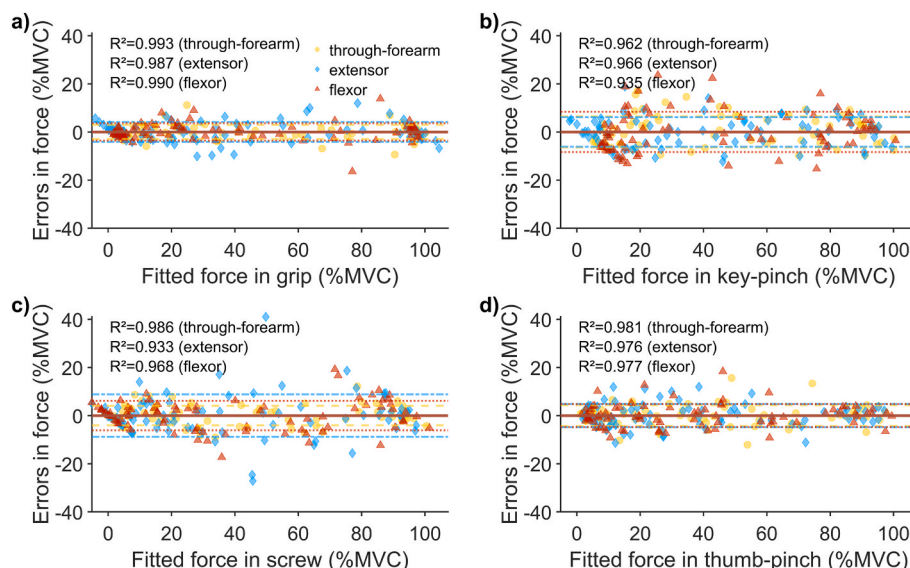 a)
40
20
0
-20
-40
Errors in force (%MVC)
R²=0.993 (through-forearm)
R²=0.987 (extensor)
R²=0.990 (flexor)
through-forearm
extensor
flexor
0 20 40 60 80 100
Fitted force in grip (%MVC)
b)
40
20
0
-20
-40
Errors in force (%MVC)
R²=0.962 (through-forearm)
R²=0.966 (extensor)
R²=0.935 (flexor)
0 20 40 60 80 100
Fitted force in key-pinch (%MVC)
c)
40
20
0
-20
-40
Errors in force (%MVC)
R²=0.986 (through-forearm)
R²=0.933 (extensor)
R²=0.968 (flexor)
0 20 40 60 80 100
Fitted force in screw (%MVC)
d)
40
20
0
-20
-40
Errors in force (%MVC)
R²=0.981 (through-forearm)
R²=0.976 (extensor)
R²=0.977 (flexor)
0 20 40 60 80 100
Fitted force in thumb-pinch (%MVC)